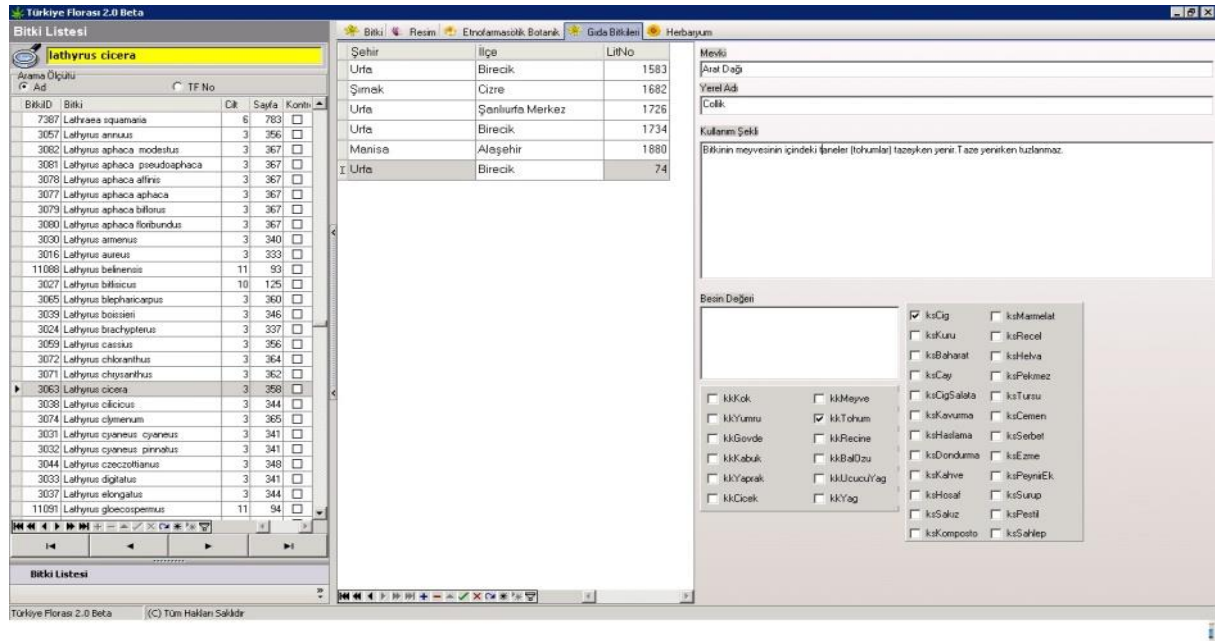 Türkiye Florası 2.0 Beta
Bitki Listesi
lathyrus cicera
Arama Ölçütü
Ad TF No
BitkiID Bitki Cilt Sayfa Kontro
7387 Lathraea squamaria 6 783
3057 Lathyrus annuus 3 356
3082 Lathyrus aphaca modestus 3 367
3081 Lathyrus aphaca pseudoaphaca 3 367
3078 Lathyrus aphaca affinis 3 367
3077 Lathyrus aphaca aphaca 3 367
3079 Lathyrus aphaca biflorus 3 367
3080 Lathyrus aphaca floribundus 3 367
3030 Lathyrus armenus 3 340
3016 Lathyrus aureus 3 333
11088 Lathyrus belinensis 11 93
3027 Lathyrus bitlisicus 10 125
3065 Lathyrus blepharicarpus 3 360
3039 Lathyrus boissieri 3 346
3024 Lathyrus brachypterus 3 337
3059 Lathyrus cassius 3 356
3072 Lathyrus chloranthus 3 364
3071 Lathyrus chrysanthus 3 362
3063 Lathyrus cicera 3 358
3038 Lathyrus cilicicus 3 344
3074 Lathyrus clymenum 3 365
3031 Lathyrus cyaneus cyaneus 3 341
3032 Lathyrus cyaneus pinnatus 3 341
3044 Lathyrus czeczottianus 3 348
3033 Lathyrus digitatus 3 341
3037 Lathyrus elongatus 3 344
11091 Lathyrus gloecospermus 11 94
Bitki Listesi
Bitki Resim Etnofarmasötik Botanik Gıda Bitkileri Herbaryum
Şehir İlçe LitNo
Urfa Birecik 1583
Şırnak Cizre 1682
Urfa Şanlıurfa Merkez 1726
Urfa Birecik 1734
Manisa Alaşehir 1880
Urfa Birecik 74
Mevkii
Arat Dağı
Yerel Adı
Collik
Kullanım Şekli
Bitkinin meyvesinin içindeki taneler (tohumlar) tazeyken yenir.Taze yenirken tuzlanmaz.
Besin Değeri
kkKok kkMeyve
kkYumru kkTohum
kkGovde kkRecine
kkKabuk kkBalOzu
kkYaprak kkUcucuYag
kkCicek kkYag
ksCig ksMarmelat
ksKuru ksRecel
ksBaharat ksHelva
ksCay ksPekmez
ksCigSalata ksTursu
ksKavurma ksCemen
ksHaslama ksSerbet
ksDondurma ksEzme
ksKahve ksPeynirEk
ksHosaf ksSurup
ksSakiz ksPestil
ksKomposto ksSahlep
Türkiye Florası 2.0 Beta (C) Tüm Hakları Saklıdır